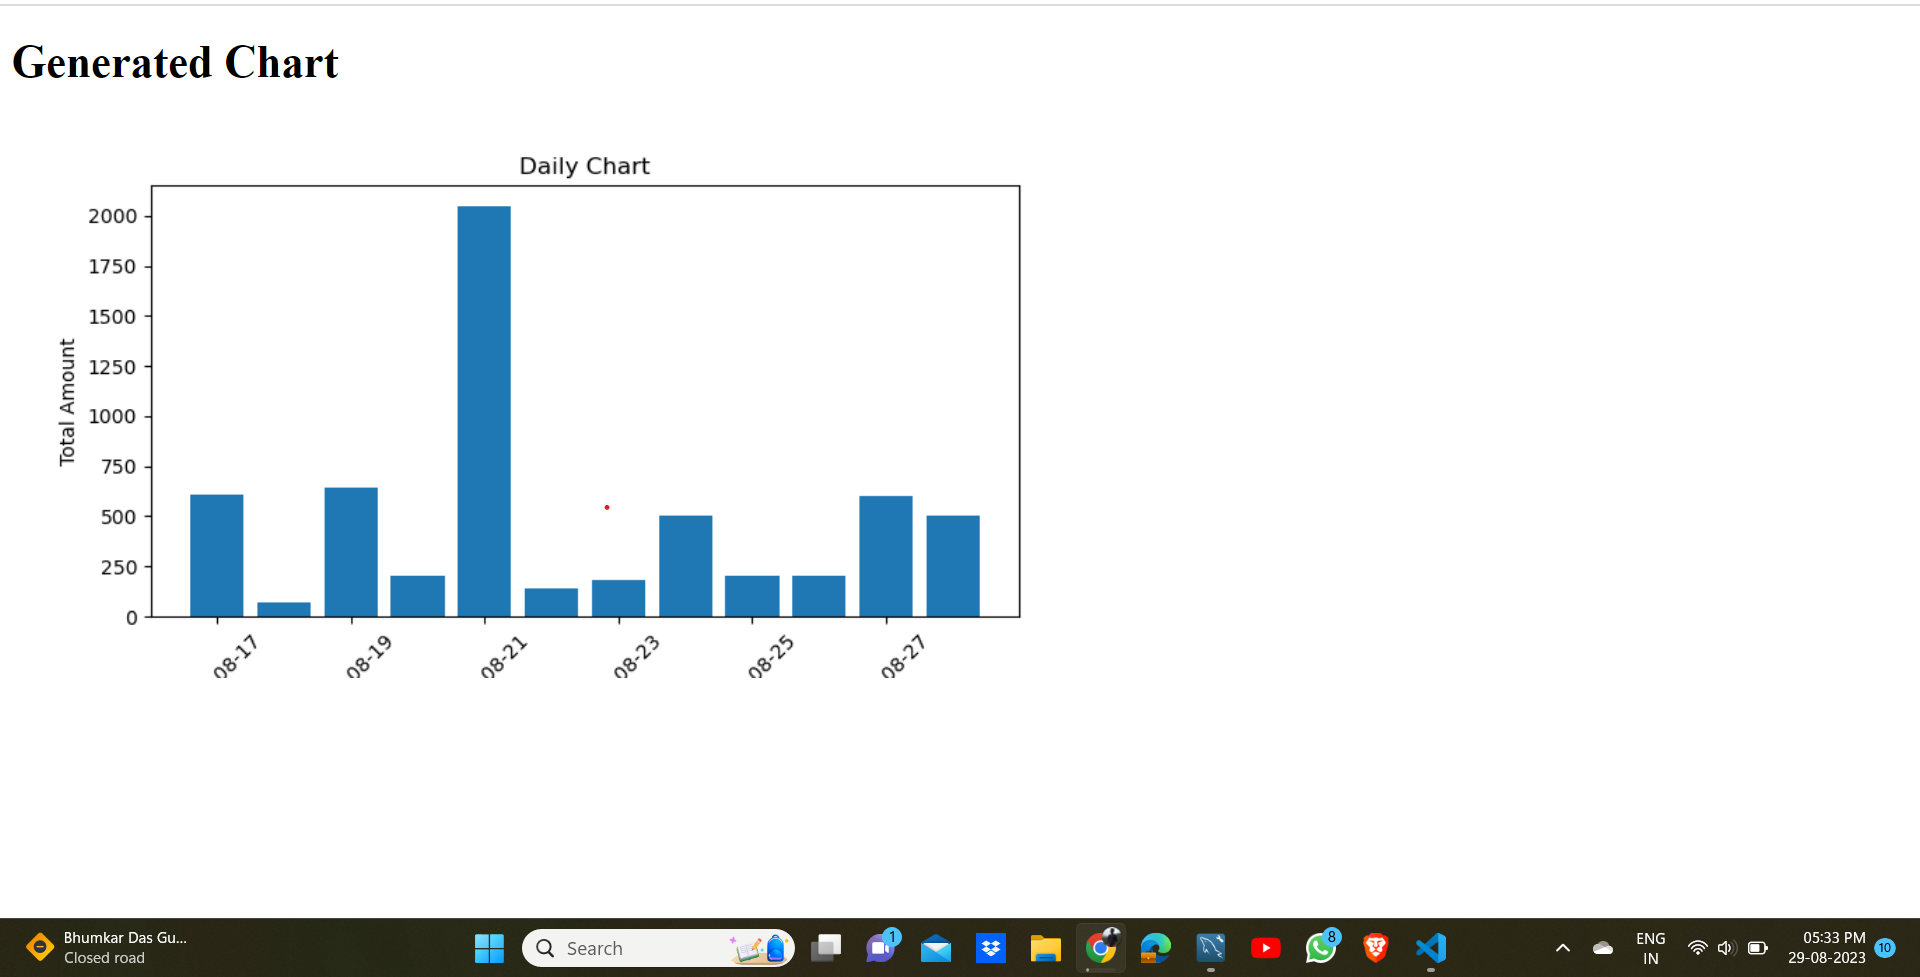 Generated Chart
Daily Chart
Total Amount
2000
1750
1500
1250
1000
750
500
250
0
08-17
08-19
08-21
08-23
08-25
08-27
Bhumkar Das Gu...
Closed road
Search
1
8
ENG
IN
05:33 PM
29-08-2023
10